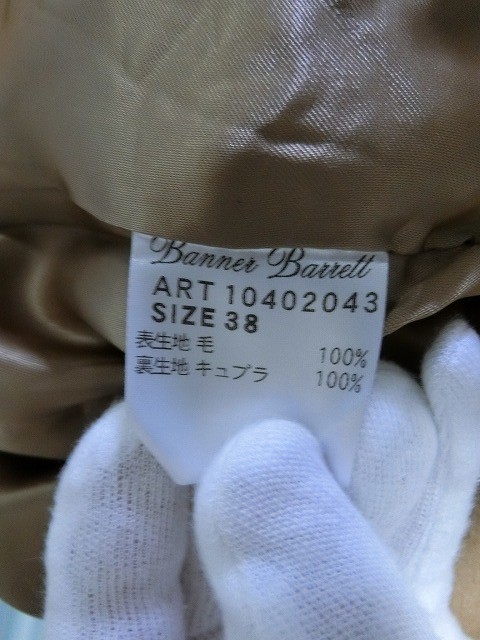 Banner Barrett
ART 10402043
SIZE 38
表生地 毛 100%
裏生地 キュプラ 100%